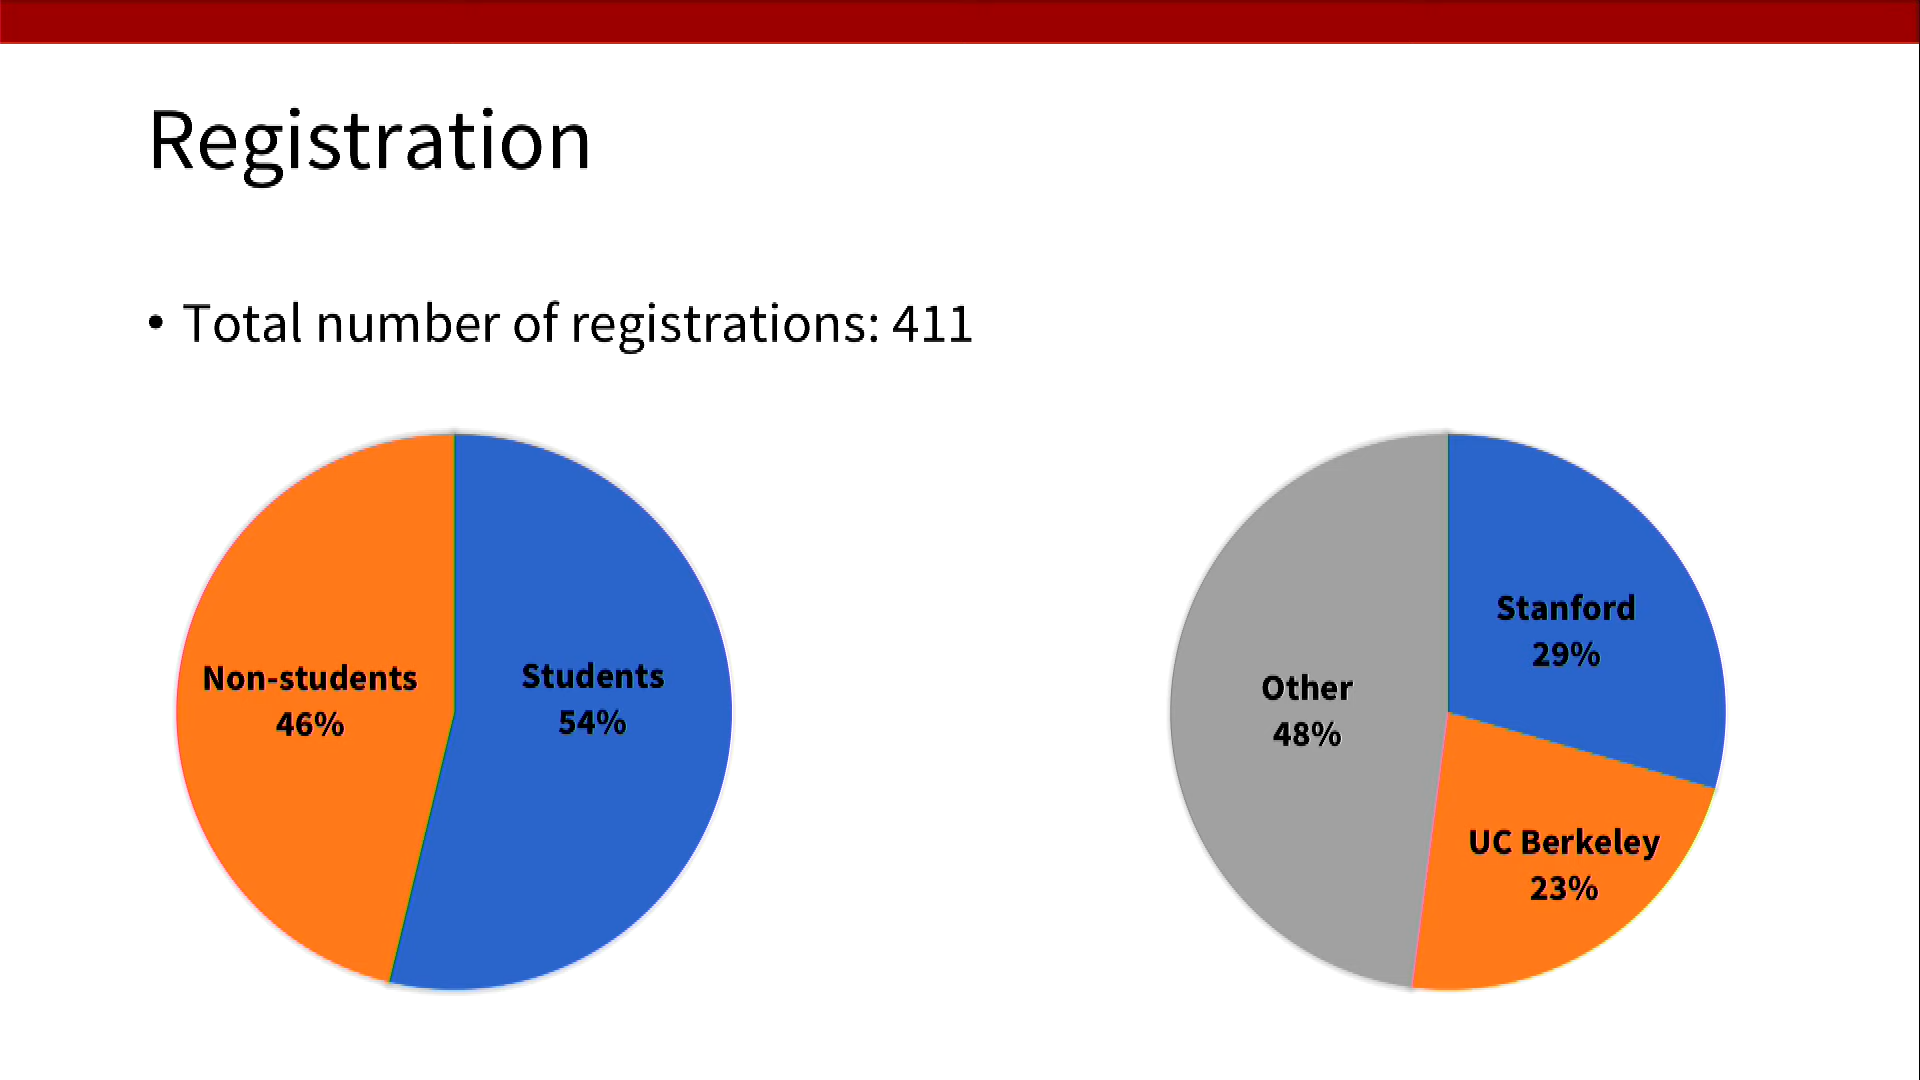 Registration
• Total number of registrations: 411
Non-students
46%
Students
54%
Other
48%
Stanford
29%
UC Berkeley
23%